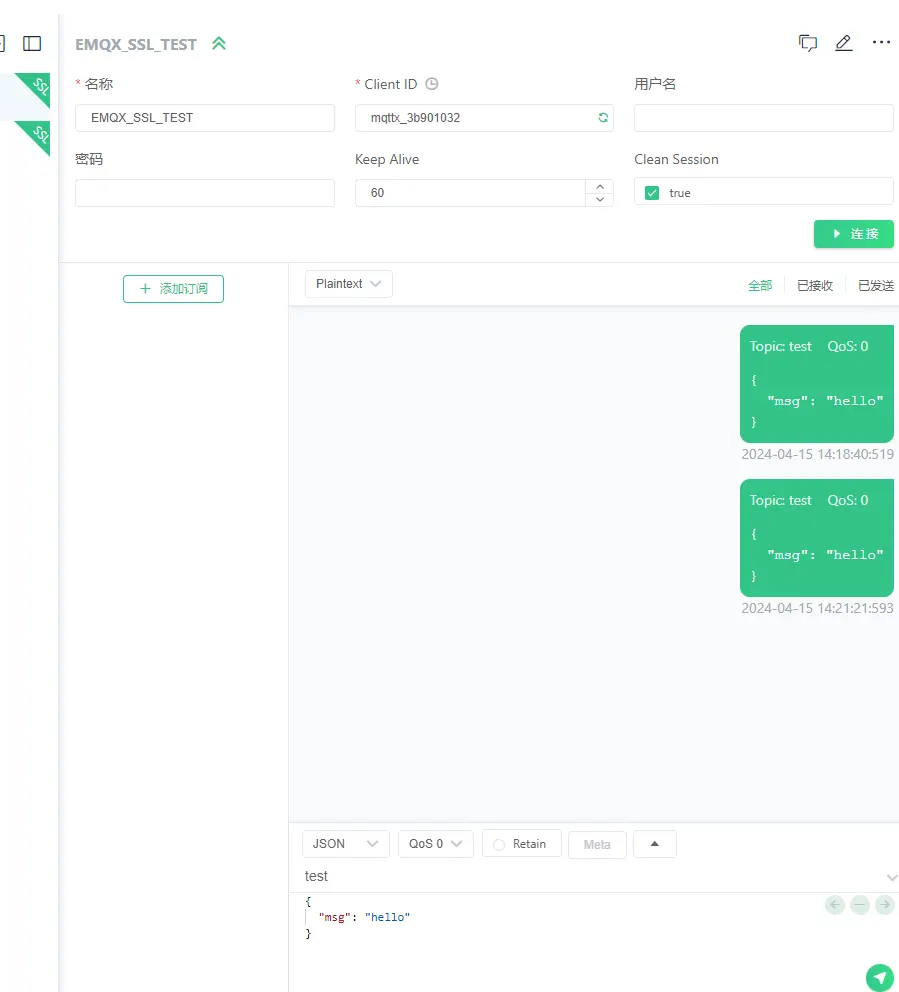 EMQX_SSL_TEST
SSL
SSL
* 名称
* Client ID
用户名
EMQX_SSL_TEST
mqttx_3b901032
密码
Keep Alive
Clean Session
60
true
连接
添加订阅
Plaintext
全部
已接收
已发送
Topic: test QoS: 0
{
"msg": "hello"
}
2024-04-15 14:18:40:519
Topic: test QoS: 0
{
"msg": "hello"
}
2024-04-15 14:21:21:593
JSON
QoS 0
Retain
Meta
test
{
"msg": "hello"
}